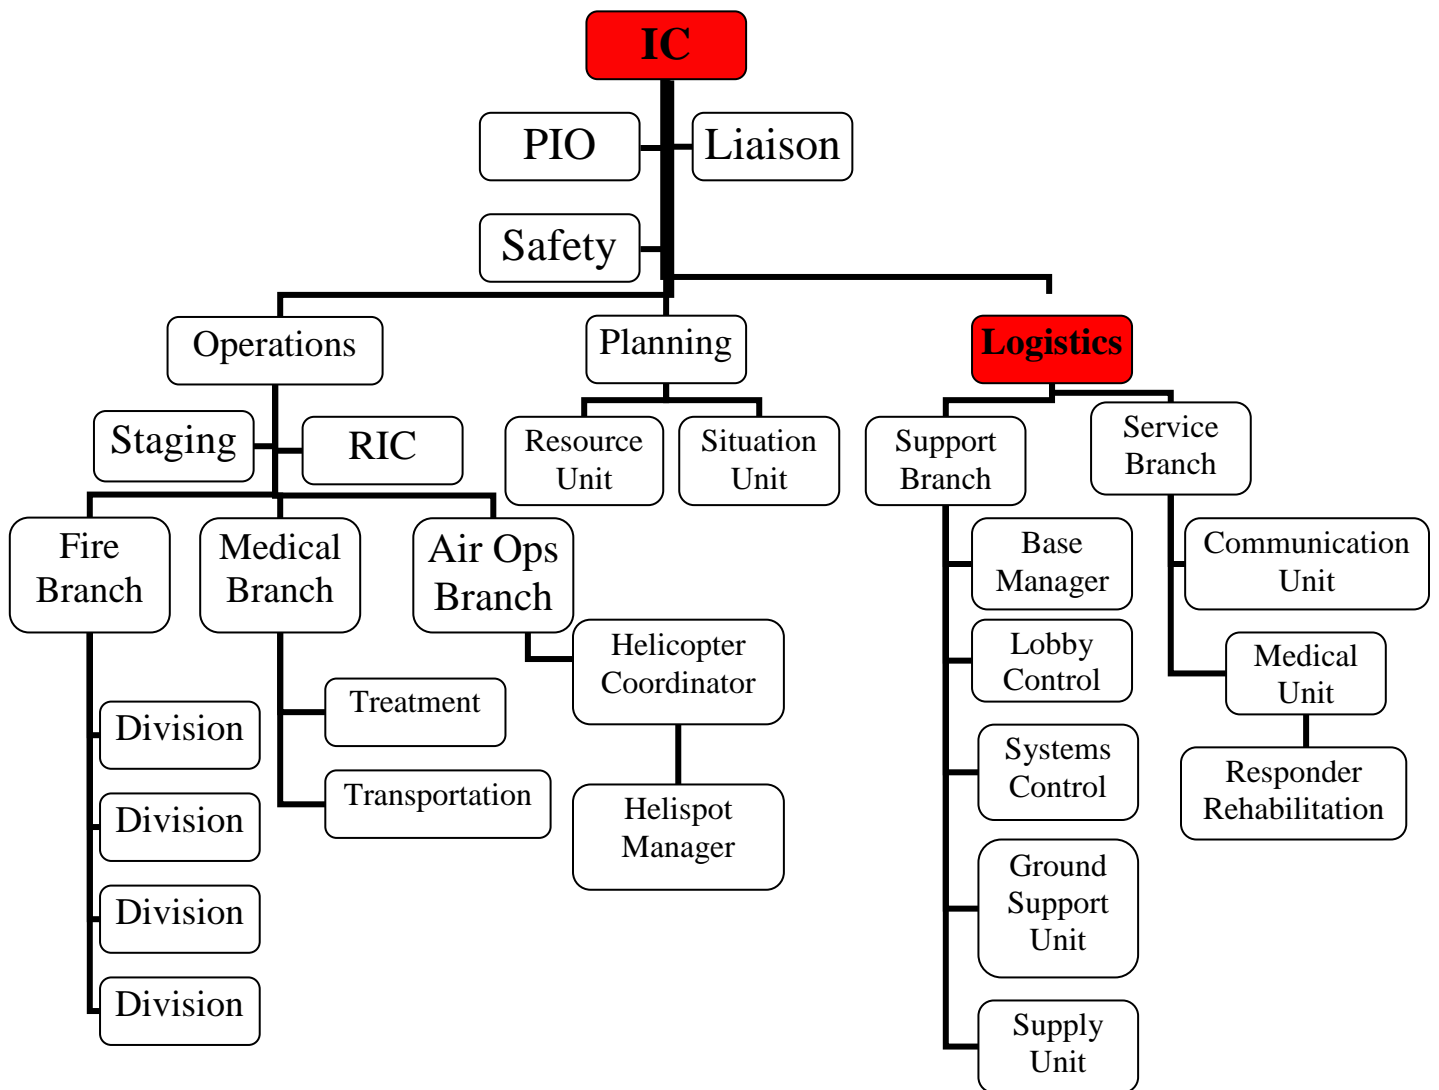 IC
PIO
Liaison
Safety
Operations
Planning
Logistics
Staging
RIC
Resource
Unit
Situation
Unit
Support
Branch
Service
Branch
Fire
Branch
Medical
Branch
Air Ops
Branch
Base
Manager
Communication
Unit
Helicopter
Coordinator
Lobby
Control
Medical
Unit
Treatment
Division
Systems
Control
Responder
Rehabilitation
Transportation
Helispot
Manager
Division
Ground
Support
Unit
Division
Division
Supply
Unit